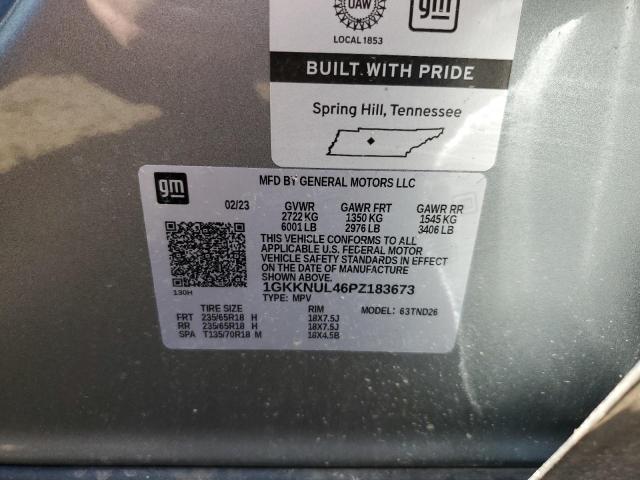 UAW
gm
LOCAL 1853
BUILT WITH PRIDE
Spring Hill, Tennessee
gm
MFD BY GENERAL MOTORS LLC
02/23 GVWR GAWR FRT GAWR RR
2722 KG 1350 KG 1545 KG
6001 LB 2976 LB 3406 LB
THIS VEHICLE CONFORMS TO ALL
APPLICABLE U.S. FEDERAL MOTOR
VEHICLE SAFETY STANDARDS IN EFFECT
ON THE DATE OF MANUFACTURE
SHOWN ABOVE.
130H
1GKKNUL46PZ183673
TYPE: MPV
TIRE SIZE RIM MODEL: 63TND26
FRT 235/65R18 H 18X7.5J
RR 235/65R18 H 18X7.5J
SPA T135/70R18 M 18X4.5B